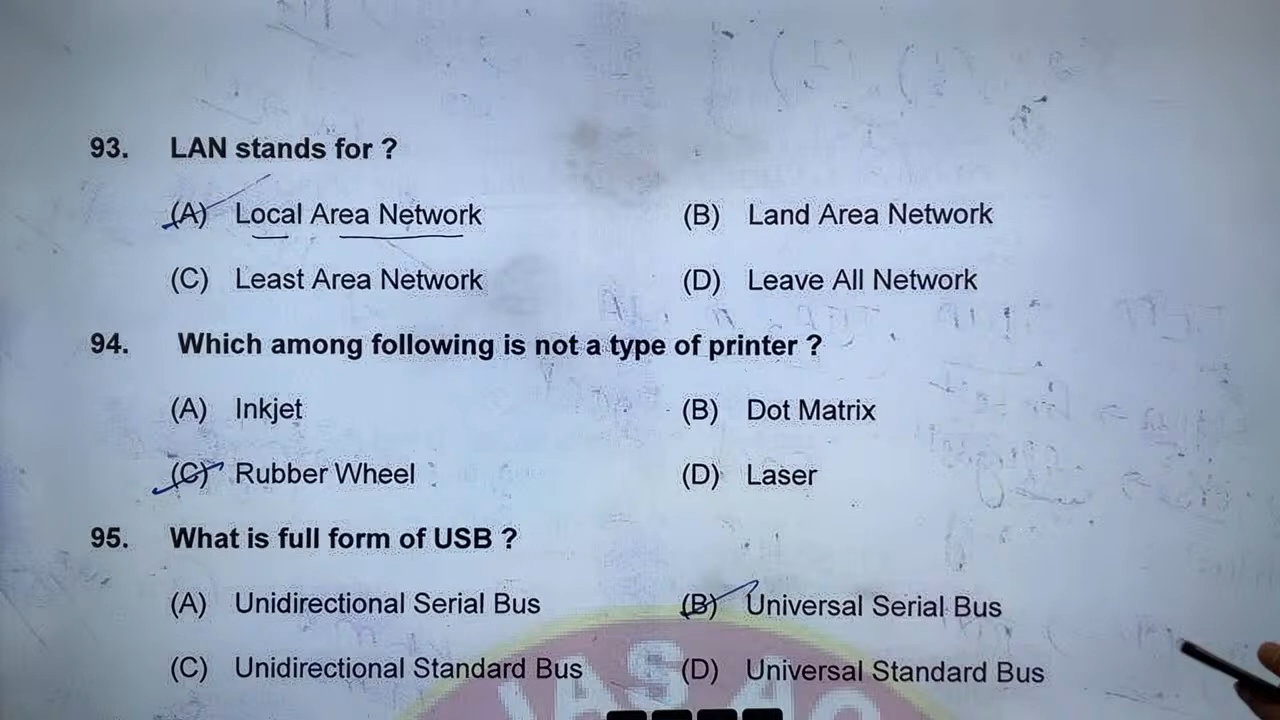 93. LAN stands for ?
(A) Local Area Network (B) Land Area Network
(C) Least Area Network (D) Leave All Network
94. Which among following is not a type of printer ?
(A) Inkjet (B) Dot Matrix
(C) Rubber Wheel (D) Laser
95. What is full form of USB ?
(A) Unidirectional Serial Bus (B) Universal Serial Bus
(C) Unidirectional Standard Bus (D) Universal Standard Bus